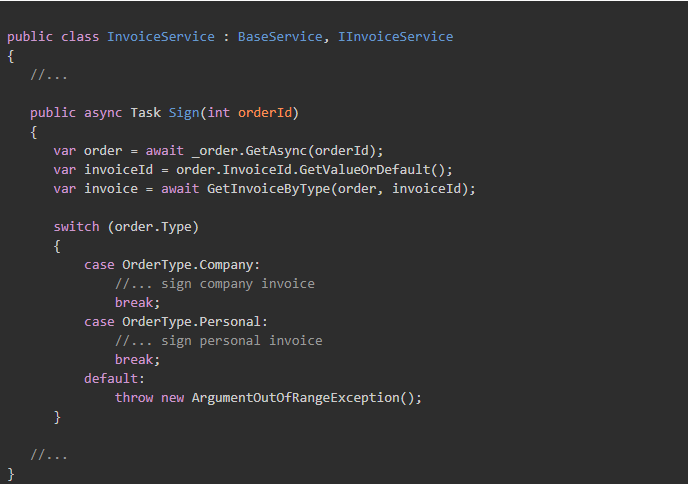 public class InvoiceService : BaseService, IInvoiceService
{
//...
public async Task Sign(int orderId)
{
var order = await _order.GetAsync(orderId);
var invoiceId = order.InvoiceId.GetValueOrDefault();
var invoice = await GetInvoiceByType(order, invoiceId);
switch (order.Type)
{
case OrderType.Company:
//... sign company invoice
break;
case OrderType.Personal:
//... sign personal invoice
break;
default:
throw new ArgumentOutOfRangeException();
}
//...
}